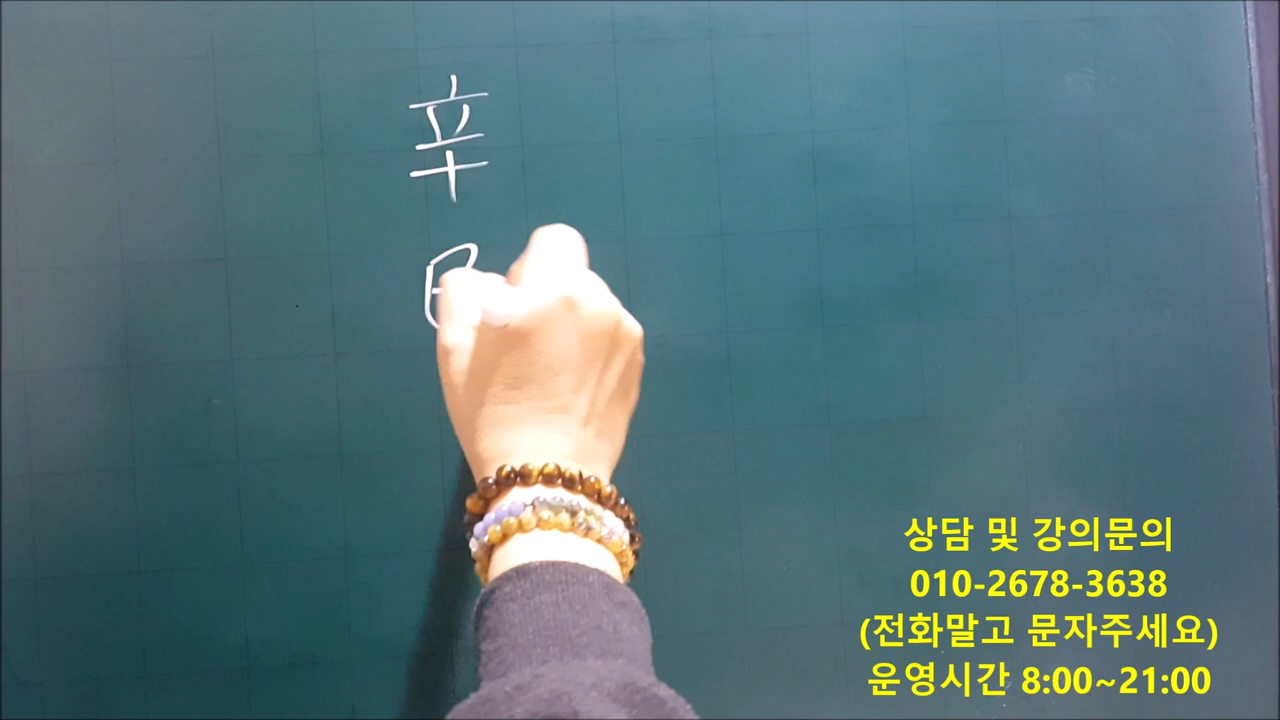 辛
상담 및 강의문의
010-2678-3638
(전화말고 문자주세요)
운영시간 8:00~21:00